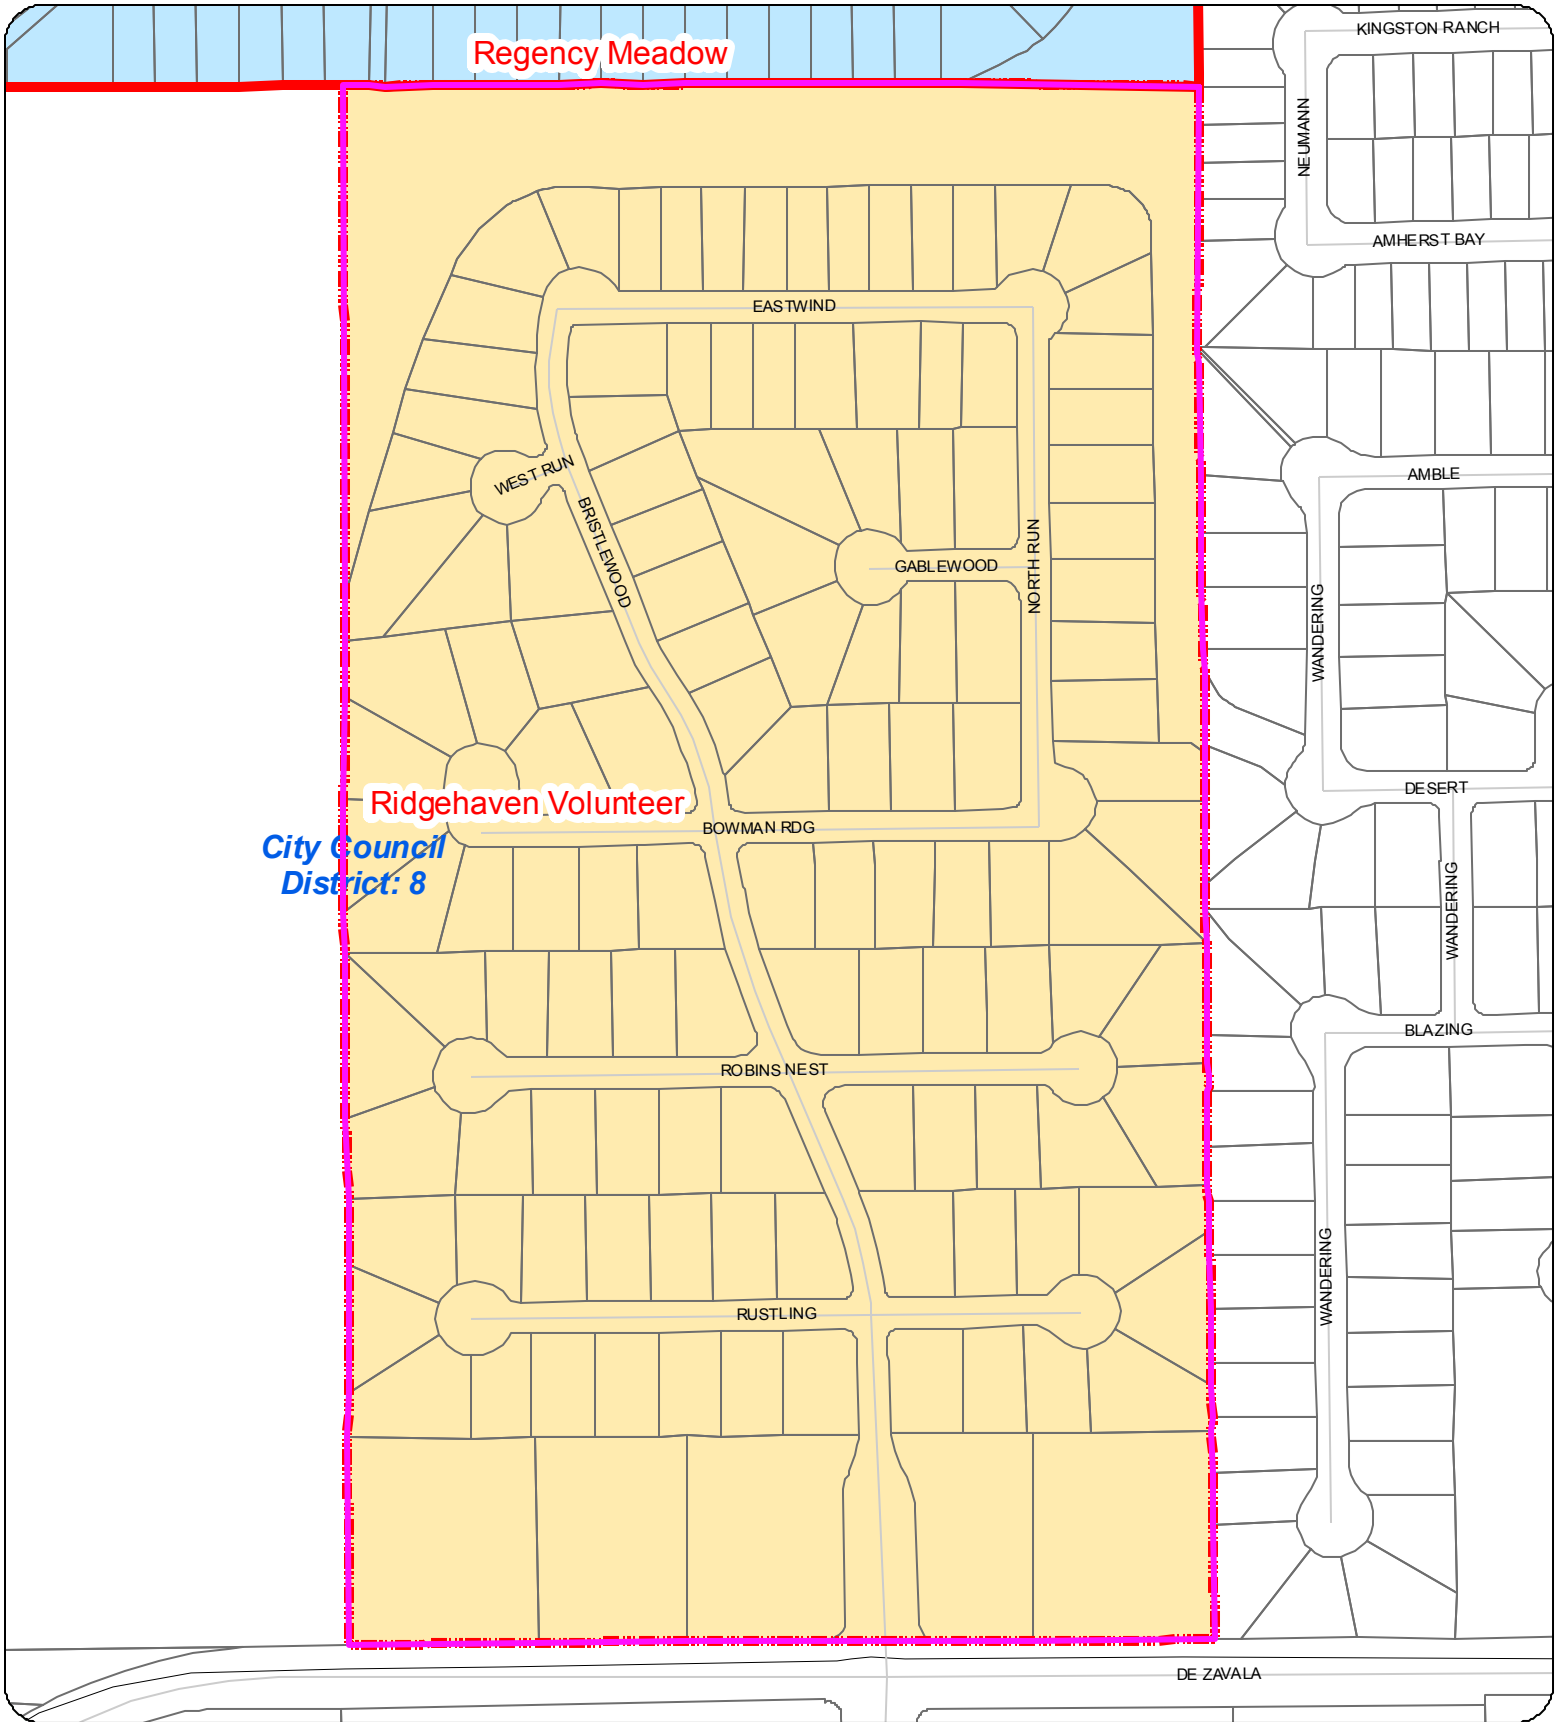 KINGSTON RANCH
Regency Meadow
NEUMANN
AMHERST BAY
EASTWIND
WEST RUN
AMBLE
BRISTLEWOOD
GABLEWOOD
NORTH RUN
WANDERING
DESERT
Ridgehaven Volunteer
BOWMAN RDG
City Council
District: 8
WANDERING
BLAZING
ROBINS NEST
WANDERING
RUSTLING
DE ZAVALA